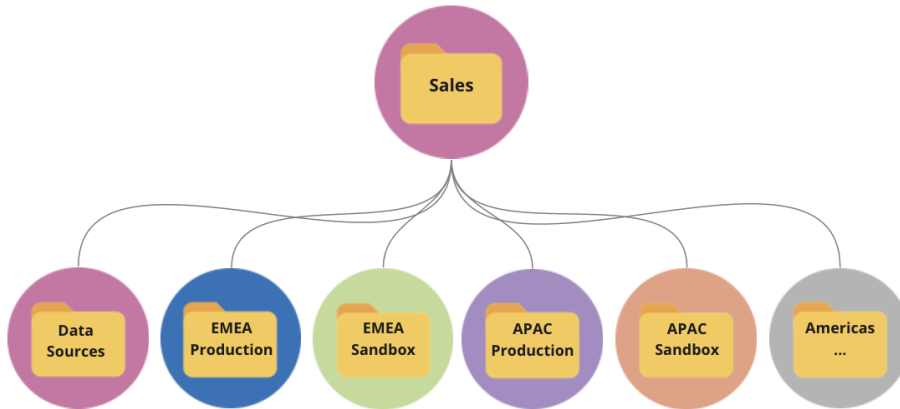 Sales
Data
Sources
EMEA
Production
EMEA
Sandbox
APAC
Production
APAC
Sandbox
Americas
...